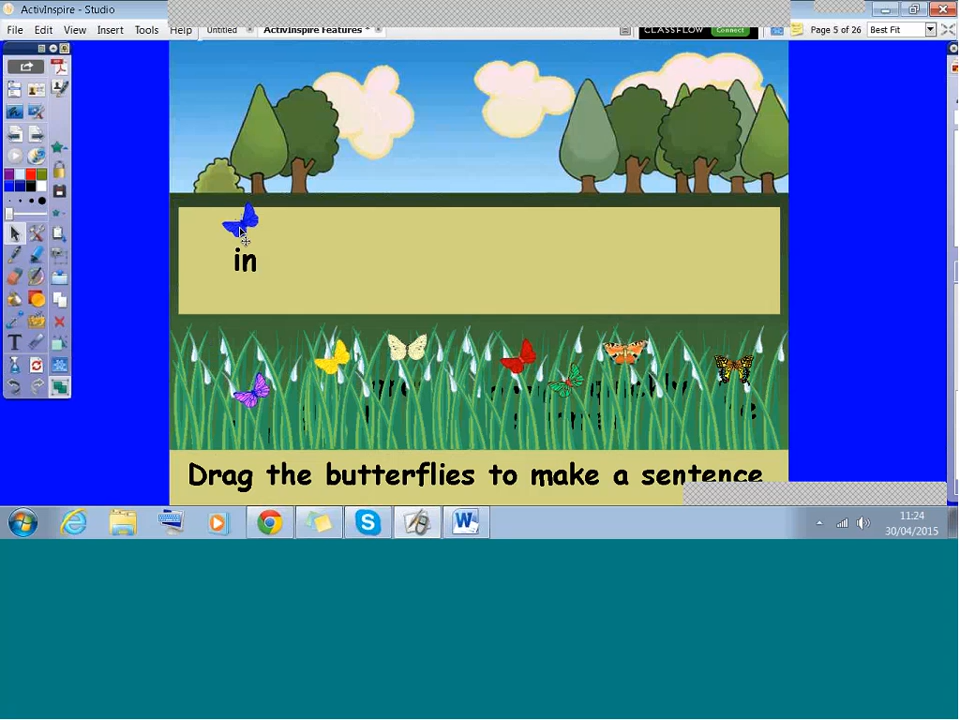 ActivInspire - Studio
File Edit View Insert Tools Help
Untitled ActivInspire Features *
CLASSFLOW Connect
Page 5 of 26 Best Fit
in
Drag the butterflies to make a sentence
11:24
30/04/2015